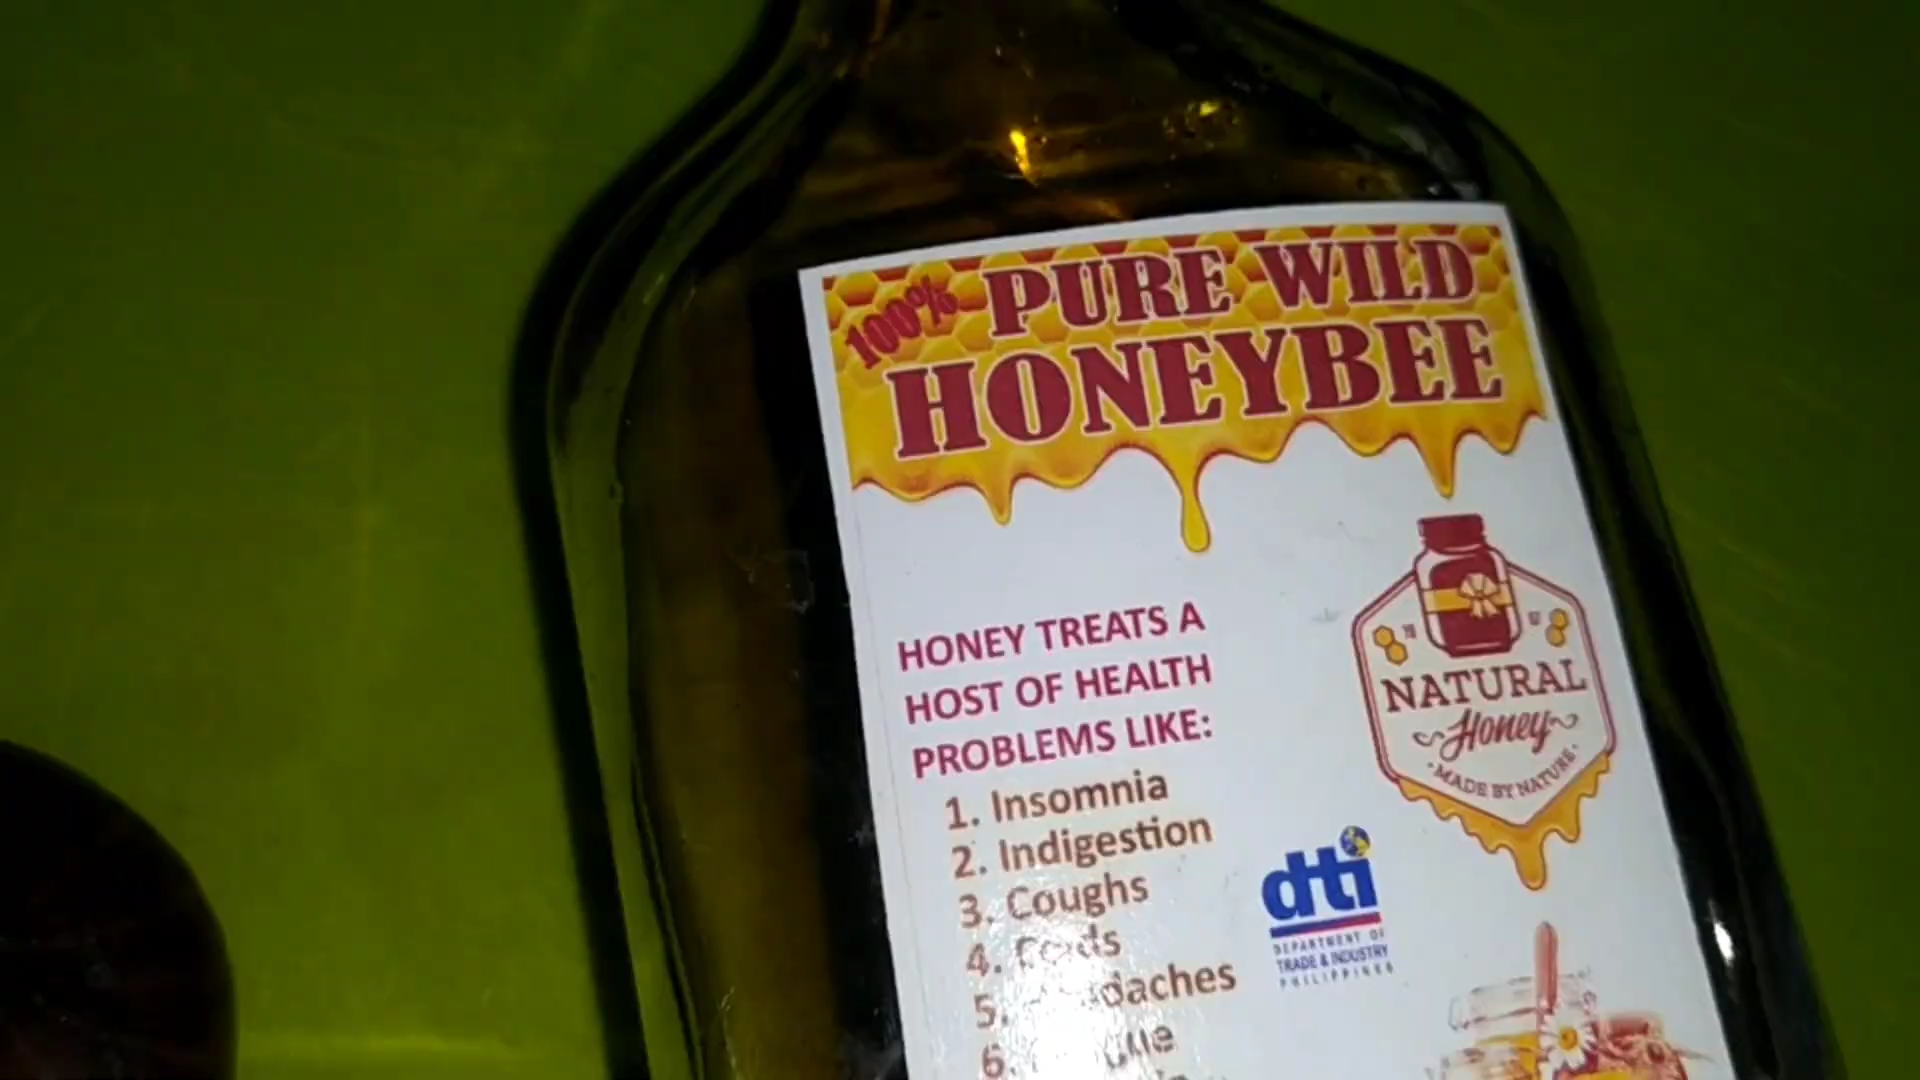 100% PURE WILD
HONEYBEE
HONEY TREATS A
HOST OF HEALTH
PROBLEMS LIKE:
1. Insomnia
2. Indigestion
3. Coughs
4.
5.
6.
NATURAL
Honey
MADE BY NATURE
dti
DEPARTMENT OF
TRADE & INDUSTRY
PHILIPPINES